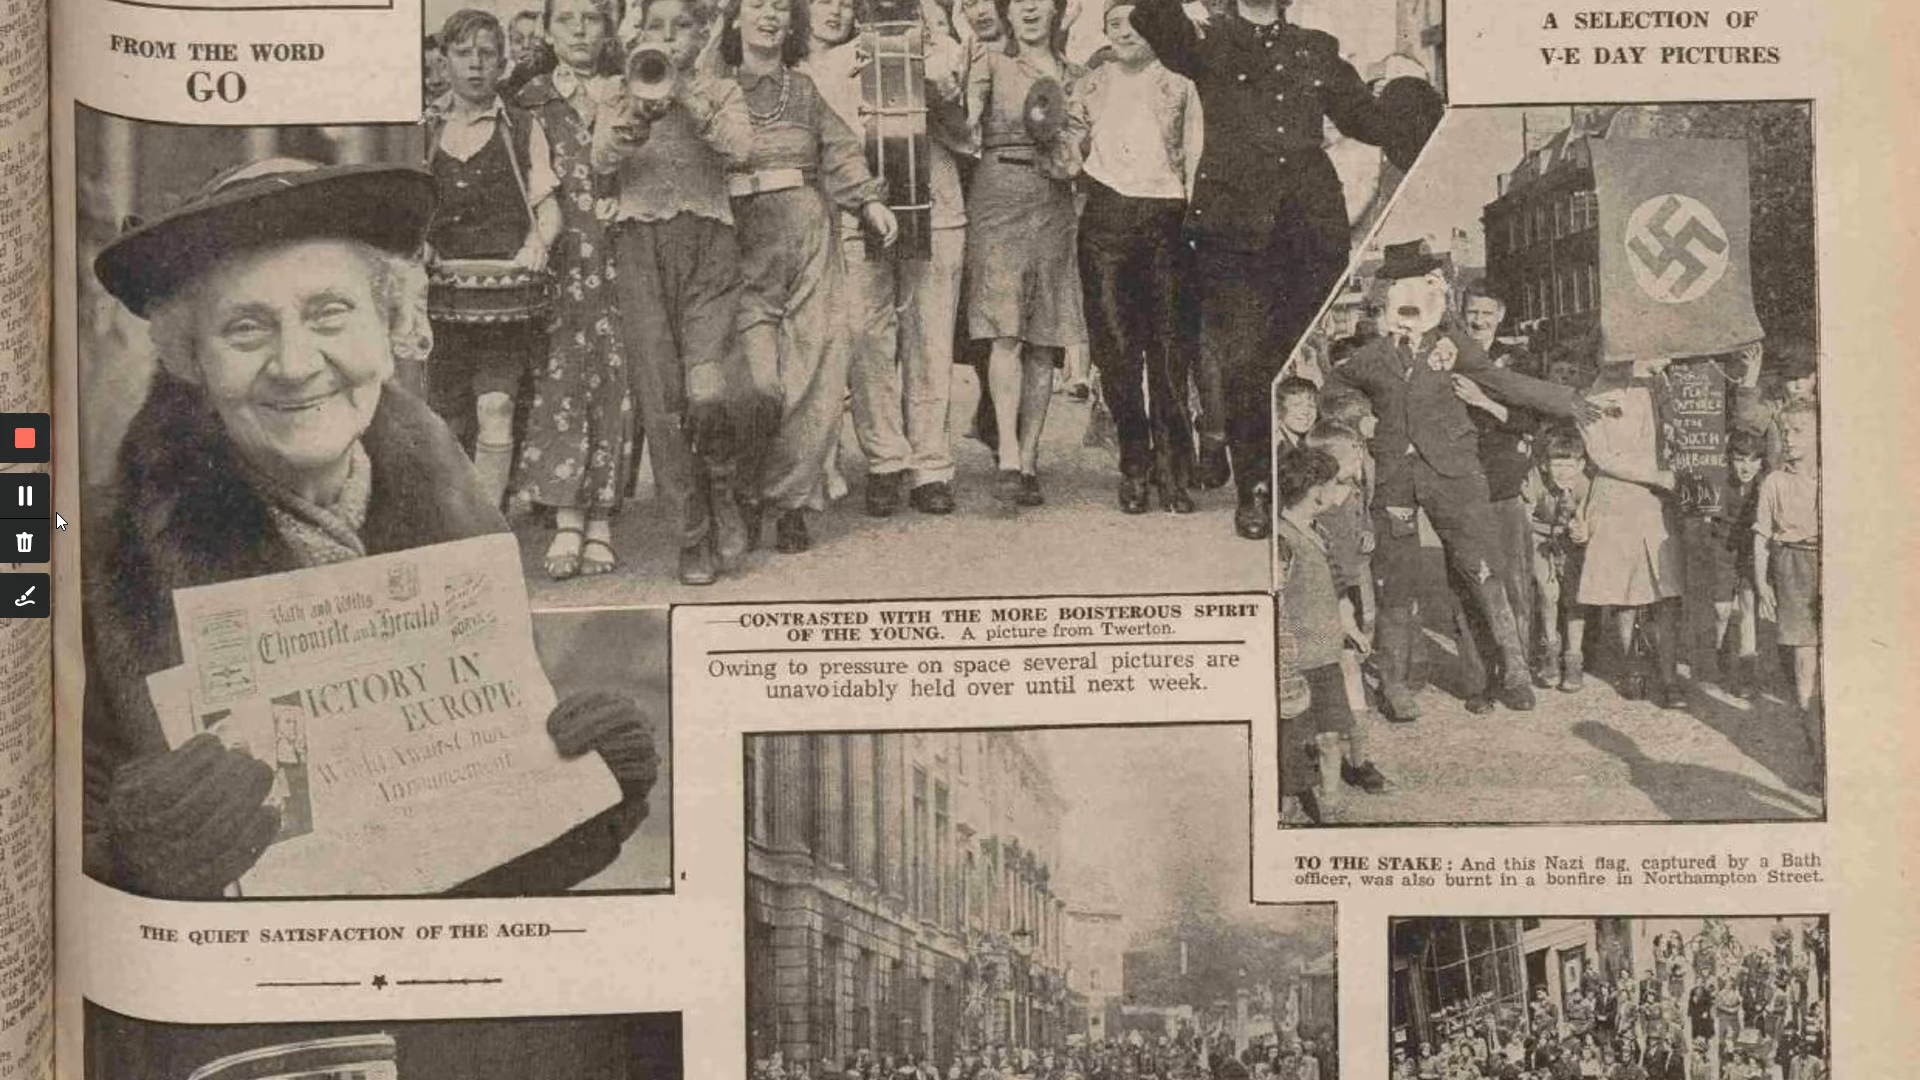 FROM THE WORD
GO
A SELECTION OF
V-E DAY PICTURES
Bath and Wilts
Chronicle and Herald
ICTORY IN
EUROPE
Announcement
SIXTH
AIRBORNE
D. DAY
—CONTRASTED WITH THE MORE BOISTEROUS SPIRIT
OF THE YOUNG. A picture from Twerton.
Owing to pressure on space several pictures are
unavoidably held over until next week.
TO THE STAKE: And this Nazi flag, captured by a Bath
officer, was also burnt in a bonfire in Northampton Street.
THE QUIET SATISFACTION OF THE AGED—